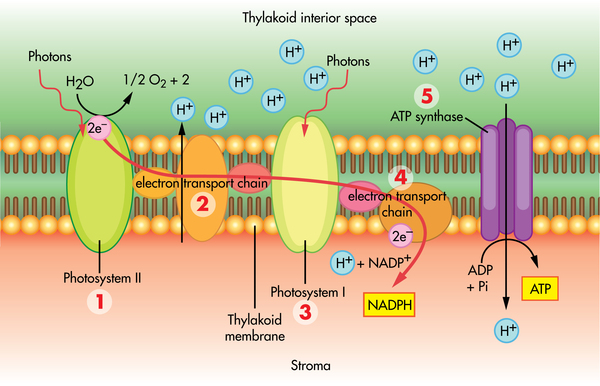 Thylakoid interior space
Photons
H₂O
1/2 O₂ + 2
H⁺
H⁺
H⁺
H⁺
H⁺
H⁺
Photons
H⁺
H⁺
H⁺
H⁺
H⁺
5
ATP synthase
2e⁻
electron transport chain
2
4
electron transport
chain
2e⁻
H⁺ + NADP⁺
NADPH
Photosystem II
1
Photosystem I
3
Thylakoid
membrane
ADP
+ Pi
ATP
H⁺
Stroma